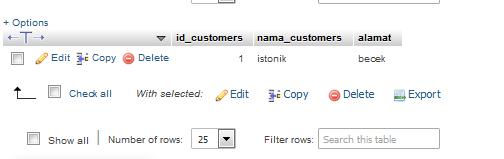 + Options
id_customers nama_customers alamat
Edit Copy Delete 1 istonik becek
Check all With selected: Edit Copy Delete Export
Show all Number of rows: 25 Filter rows: Search this table